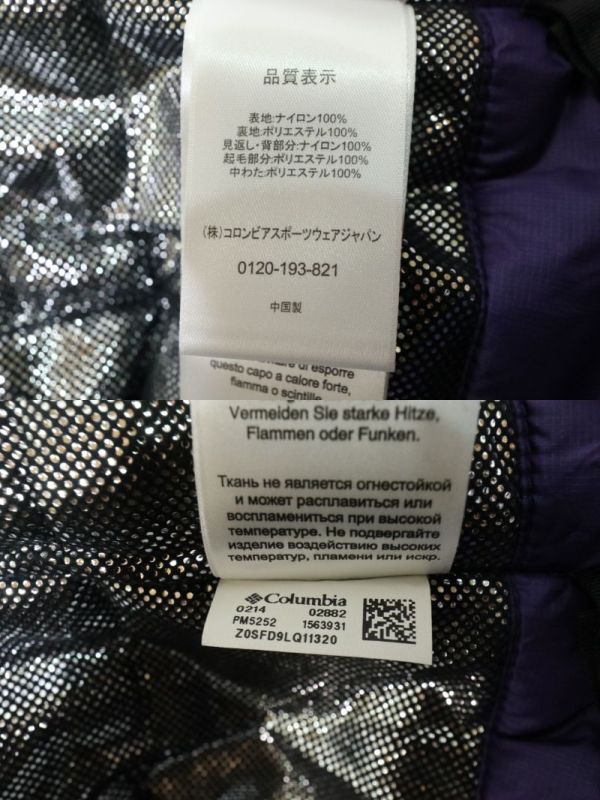 品質表示
表地:ナイロン100%
裏地:ポリエステル100%
見返し・背部分:ナイロン100%
起毛部分:ポリエステル100%
中わた:ポリエステル100%
(株)コロンビアスポーツウェアジャパン
0120-193-821
中国製
di esporre
questo capo a calore forte,
fiamma o scintille
Vermeiden Sie starke Hitze,
Flammen oder Funken.
Ткань не является огнестойкой
и может расплавиться или
воспламениться при высокой
температуре. Не подвергайте
изделие воздействию высоких
температур, пламени или искр.
Columbia
0214 02882
PM5252 1563931
Z0SFD9LQ11320